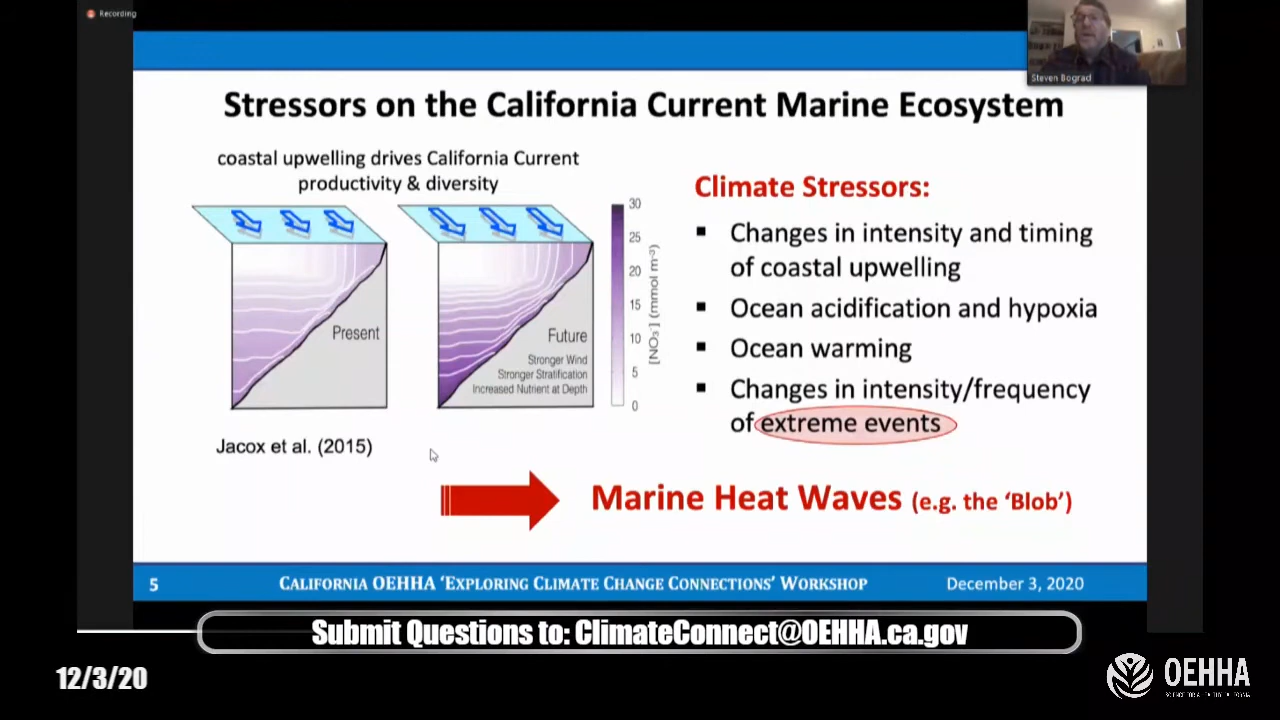 Recording
Steven Bograd
Stressors on the California Current Marine Ecosystem
coastal upwelling drives California Current
productivity & diversity
Present
Future
Stronger Wind
Stronger Stratification
Increased Nutrient at Depth
30
25
20
15
10
5
0
[NO₃⁻] (mmol m⁻³)
Jacox et al. (2015)
Climate Stressors:
▪ Changes in intensity and timing
of coastal upwelling
▪ Ocean acidification and hypoxia
▪ Ocean warming
▪ Changes in intensity/frequency
of extreme events
Marine Heat Waves (e.g. the ‘Blob’)
5
CALIFORNIA OEHHA ‘EXPLORING CLIMATE CHANGE CONNECTIONS’ WORKSHOP
December 3, 2020
Submit Questions to: ClimateConnect@OEHHA.ca.gov
12/3/20
OEHHA